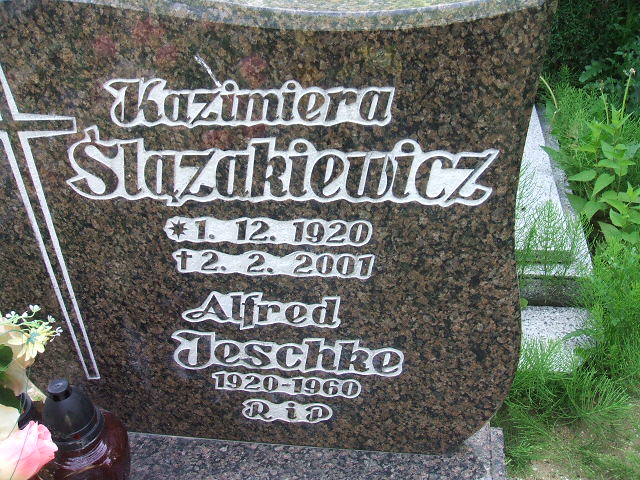 Kazimiera
Ślązakiewicz
* 1. 12. 1920
† 2. 2. 2001
Alfred
Jeschke
1920-1960
R i P